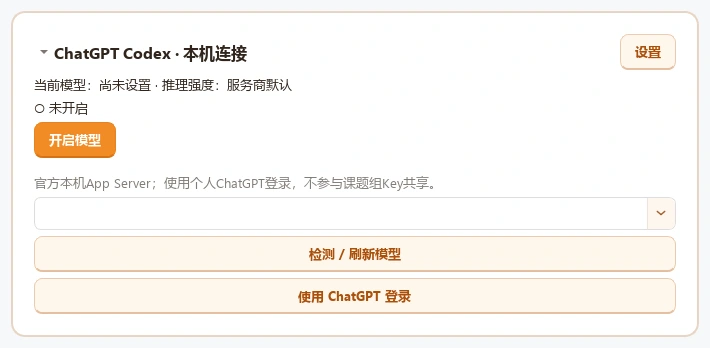 ChatGPT Codex · 本机连接
设置
当前模型：尚未设置 · 推理强度：服务商默认
未开启
开启模型
官方本机App Server；使用个人ChatGPT登录，不参与课题组Key共享。
检测 / 刷新模型
使用 ChatGPT 登录